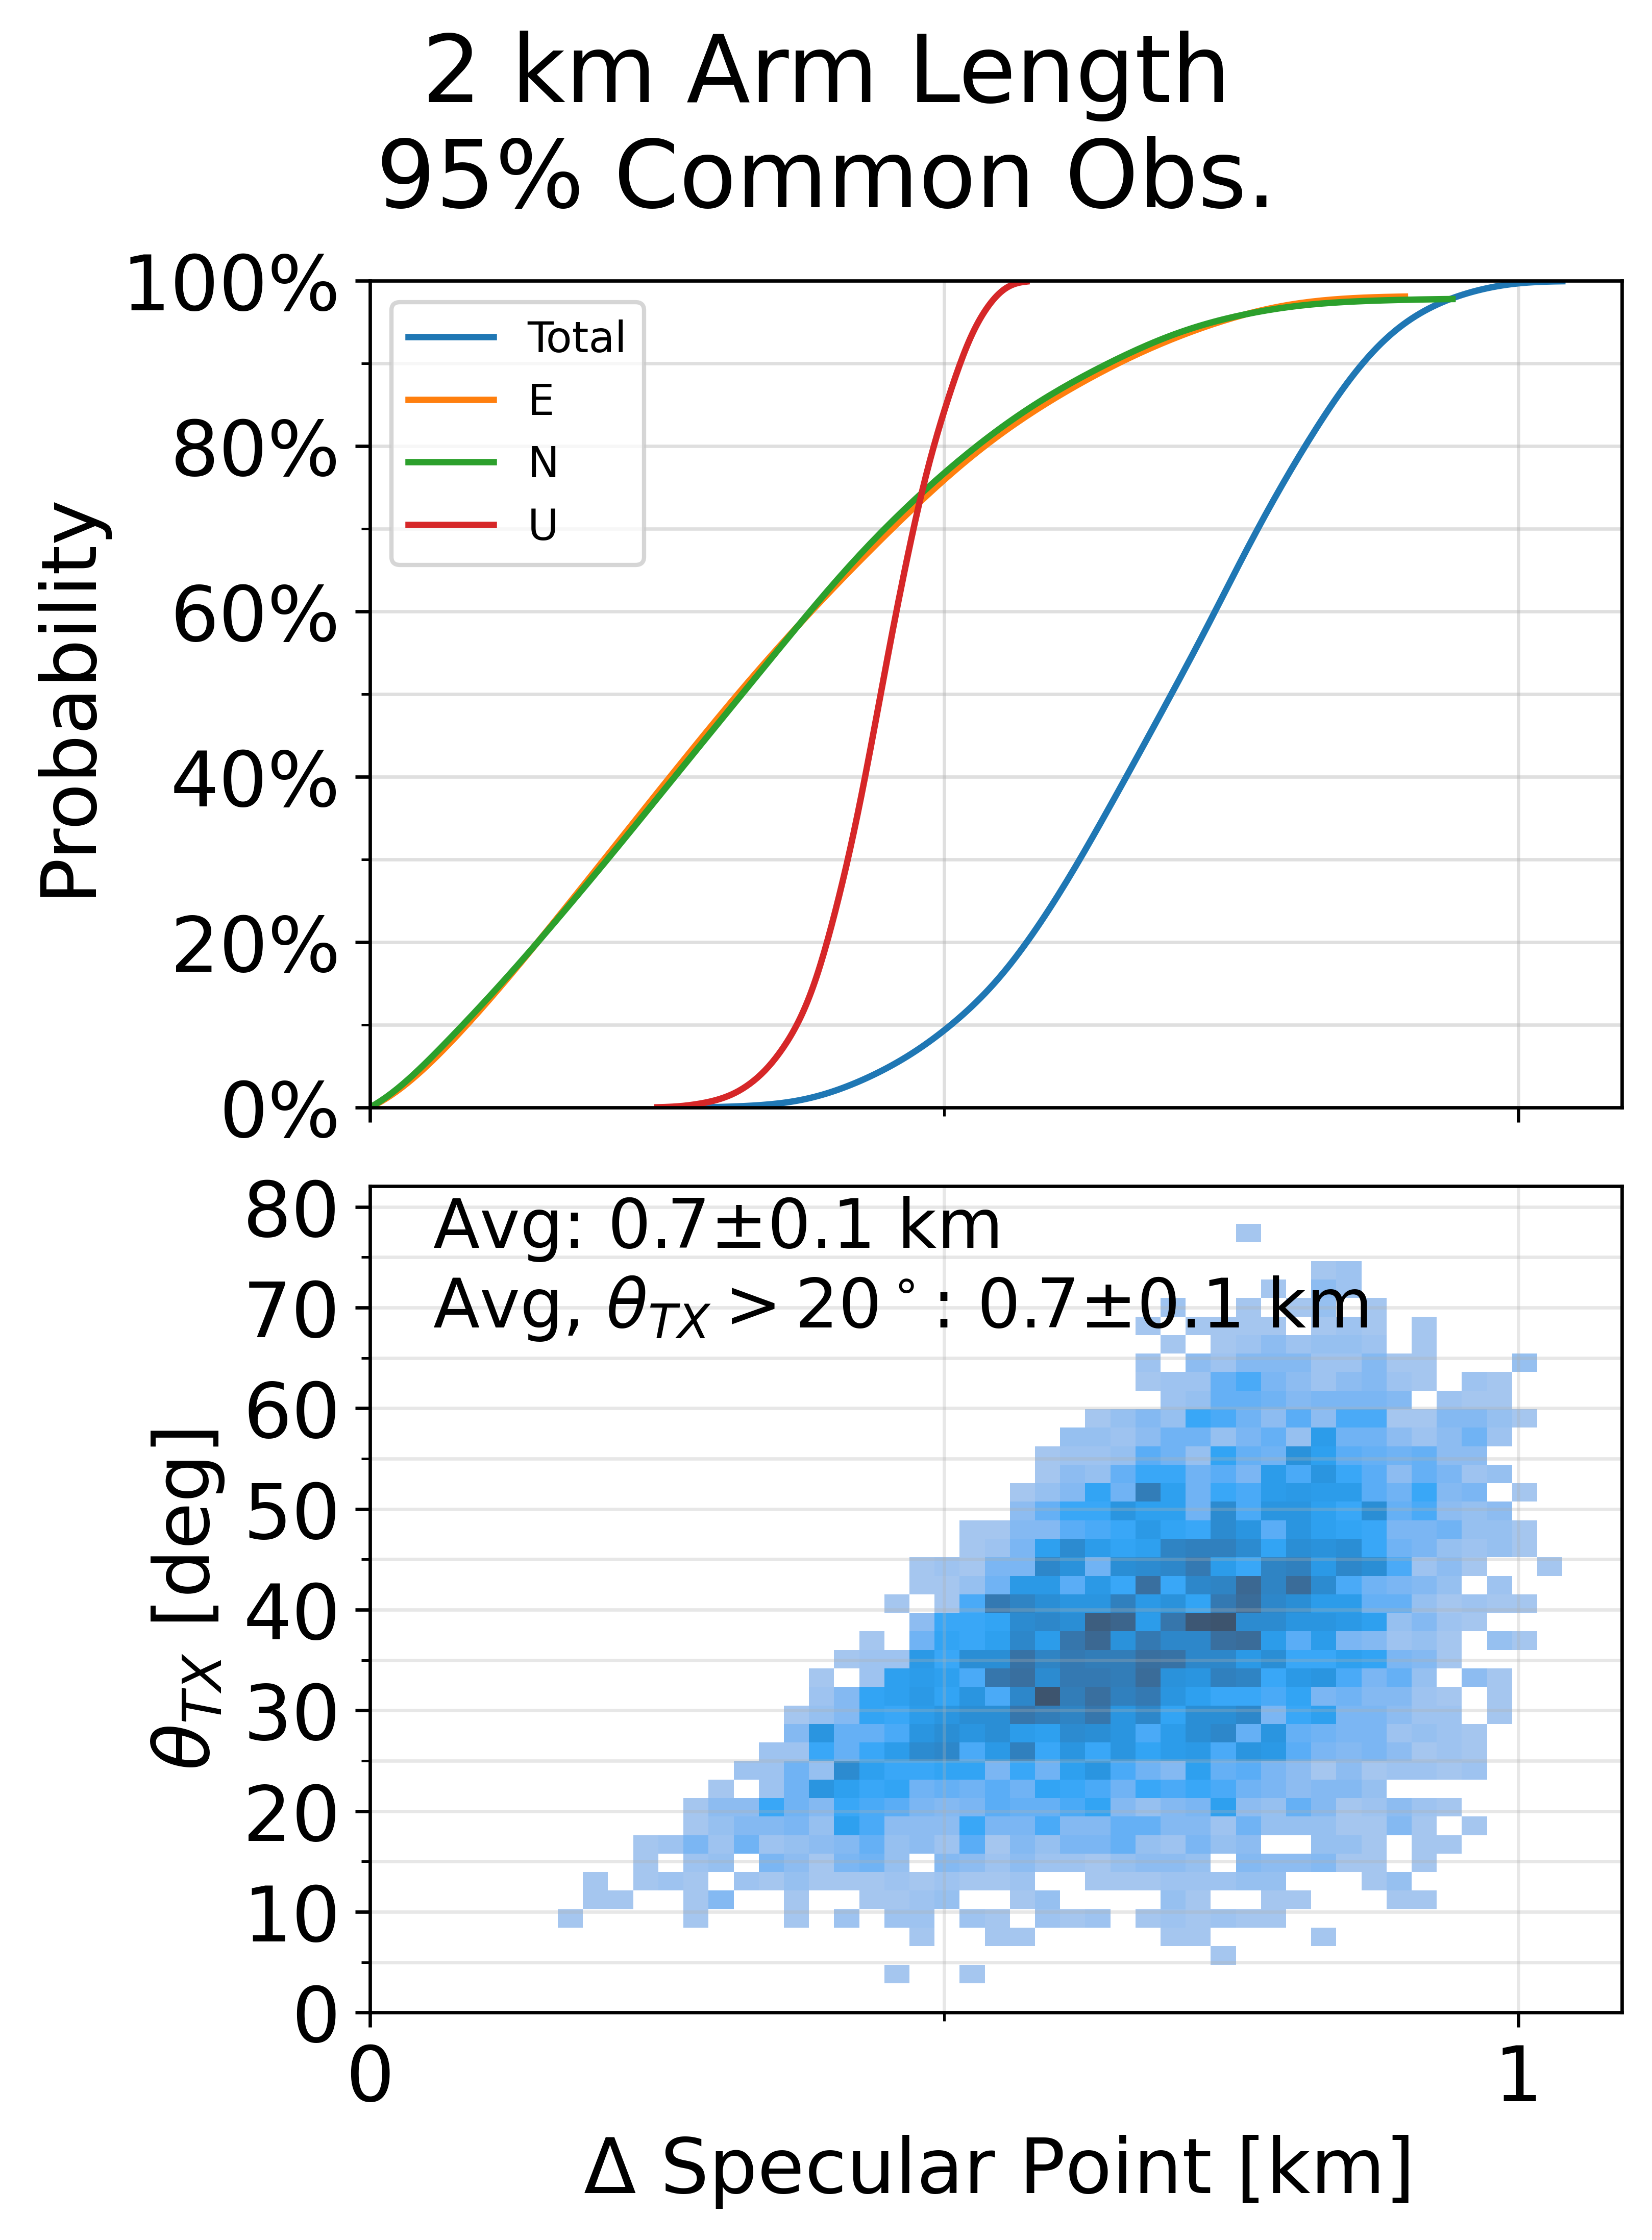 2 km Arm Length
95% Common Obs.
100%
80%
60%
40%
20%
0%
Probability
Total
E
N
U
80
70
60
50
40
30
20
10
0
θTX [deg]
Avg: 0.7±0.1 km
Avg, θTX > 20°: 0.7±0.1 km
0
1
Δ Specular Point [km]